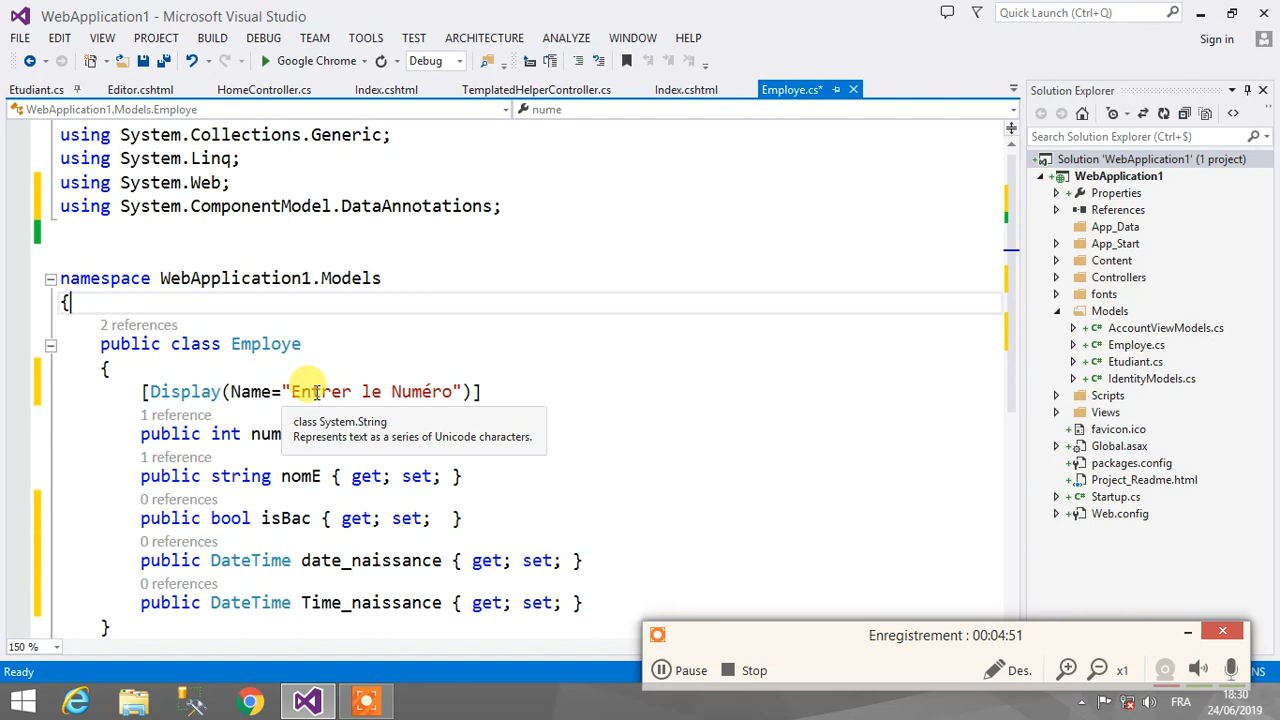 WebApplication1 - Microsoft Visual Studio
Quick Launch (Ctrl+Q)
FILE EDIT VIEW PROJECT BUILD DEBUG TEAM TOOLS TEST ARCHITECTURE ANALYZE WINDOW HELP
Sign in
Google Chrome
Debug
Etudiant.cs Editor.cshtml HomeController.cs Index.cshtml TemplatedHelperController.cs Index.cshtml Employe.cs*
WebApplication1.Models.Employe
nume
using System.Collections.Generic;
using System.Linq;
using System.Web;
using System.ComponentModel.DataAnnotations;
namespace WebApplication1.Models
{
2 references
public class Employe
{
[Display(Name="Entrer le Numéro")]
1 reference
public int num
class System.String
Represents text as a series of Unicode characters.
1 reference
public string nomE { get; set; }
0 references
public bool isBac { get; set; }
0 references
public DateTime date_naissance { get; set; }
0 references
public DateTime Time_naissance { get; set; }
}
150 %
Ready
Solution Explorer
Search Solution Explorer (Ctrl+$)
Solution 'WebApplication1' (1 project)
WebApplication1
Properties
References
App_Data
App_Start
Content
Controllers
fonts
Models
AccountViewModels.cs
Employe.cs
Etudiant.cs
IdentityModels.cs
Scripts
Views
favicon.ico
Global.asax
packages.config
Project_Readme.html
Startup.cs
Web.config
Enregistrement : 00:04:51
Pause Stop Des. x1
NS
FRA
18:30
24/06/2019